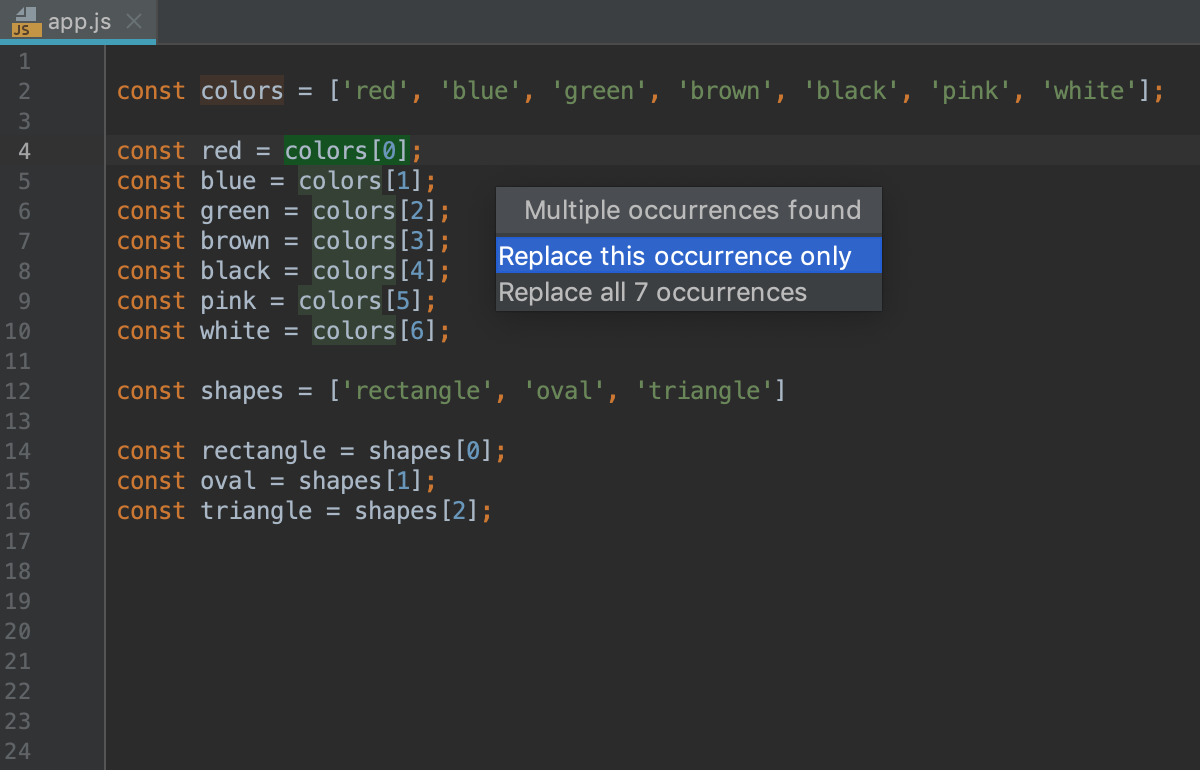 JS app.js
1
2 const colors = ['red', 'blue', 'green', 'brown', 'black', 'pink', 'white'];
3
4 const red = colors[0];
5 const blue = colors[1];
6 const green = colors[2];
Multiple occurrences found
7 const brown = colors[3];
Replace this occurrence only
8 const black = colors[4];
Replace all 7 occurrences
9 const pink = colors[5];
10 const white = colors[6];
11
12 const shapes = ['rectangle', 'oval', 'triangle']
13
14 const rectangle = shapes[0];
15 const oval = shapes[1];
16 const triangle = shapes[2];
17
18
19
20
21
22
23
24